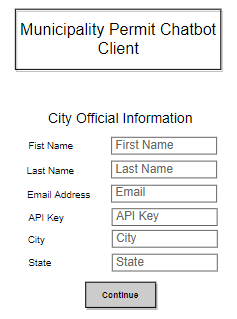 Municipality Permit Chatbot
Client
City Official Information
Fist Name First Name
Last Name Last Name
Email Address Email
API Key API Key
City City
State State
Continue